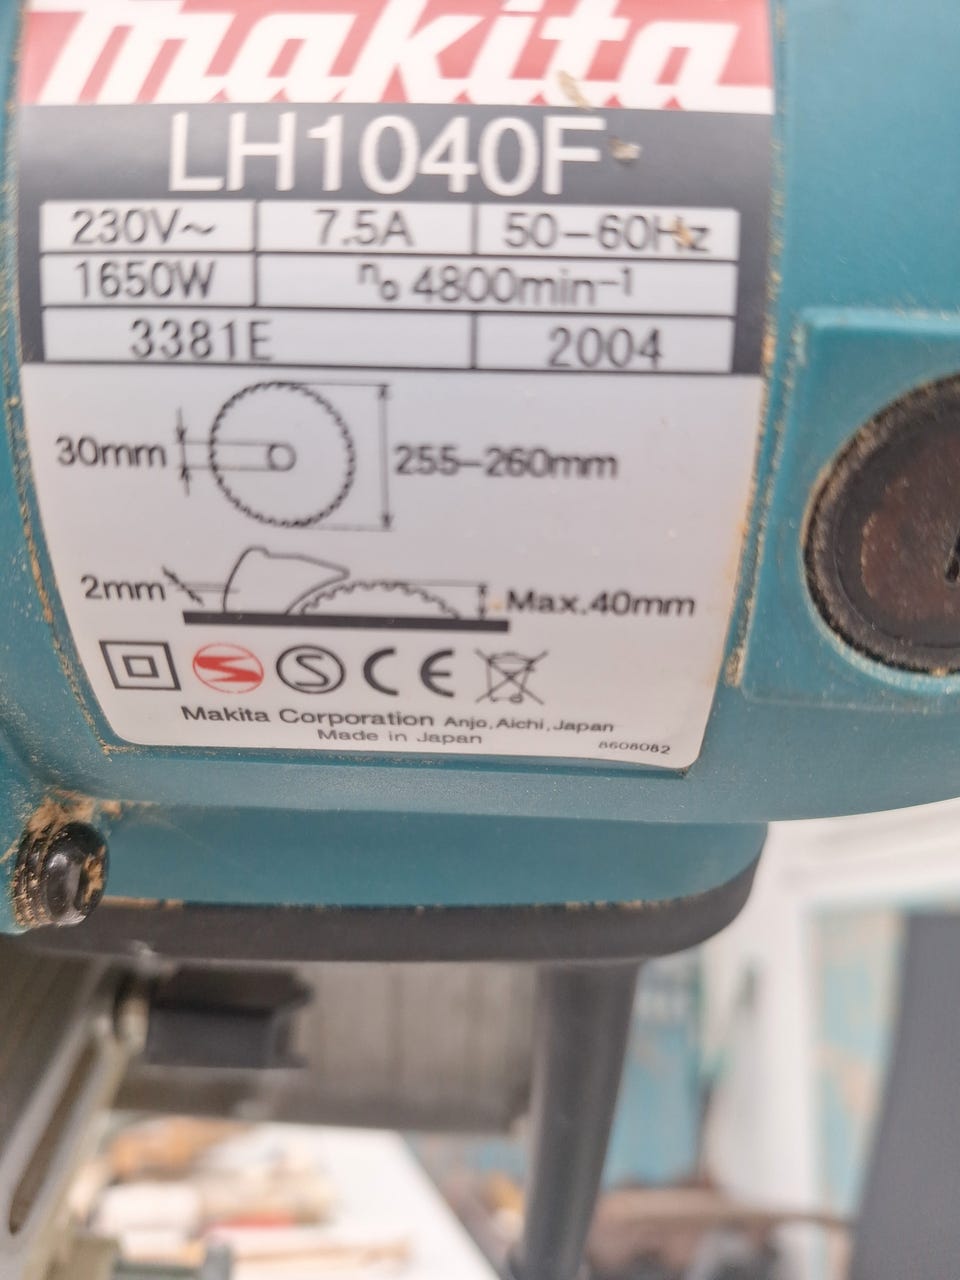 makita
LH1040F
230V~ 7.5A 50-60Hz
1650W n₀ 4800min⁻¹
3381E 2004
30mm 255-260mm
2mm Max.40mm
S CE
Makita Corporation Anjo, Aichi, Japan
Made in Japan 8608082